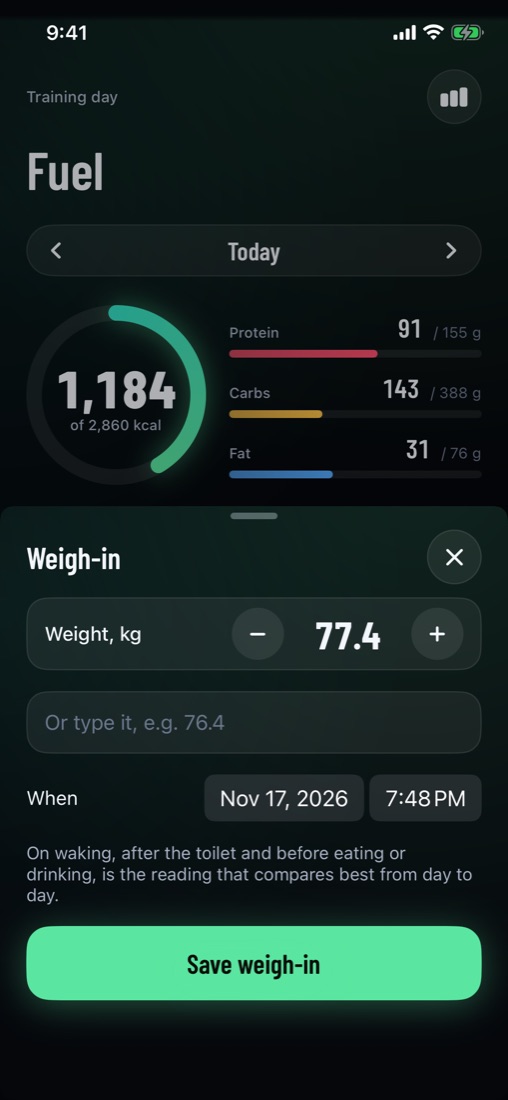 9:41
Training day
Fuel
Today
1,184
of 2,860 kcal
Protein 91 / 155 g
Carbs 143 / 388 g
Fat 31 / 76 g
Weigh-in
Weight, kg − 77.4 +
Or type it, e.g. 76.4
When Nov 17, 2026 7:48 PM
On waking, after the toilet and before eating or
drinking, is the reading that compares best from day to
day.
Save weigh-in